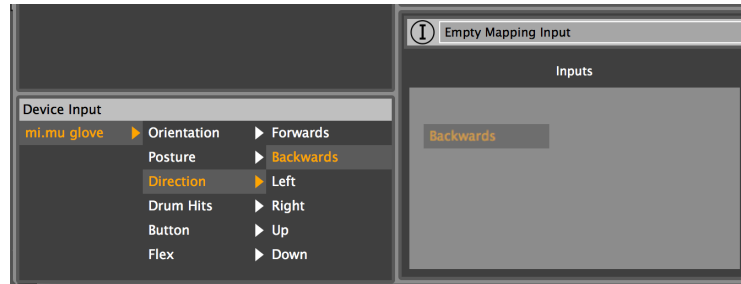 I Empty Mapping Input
Inputs
Backwards
Device Input
mi.mu glove
Orientation
Posture
Direction
Drum Hits
Button
Flex
Forwards
Backwards
Left
Right
Up
Down